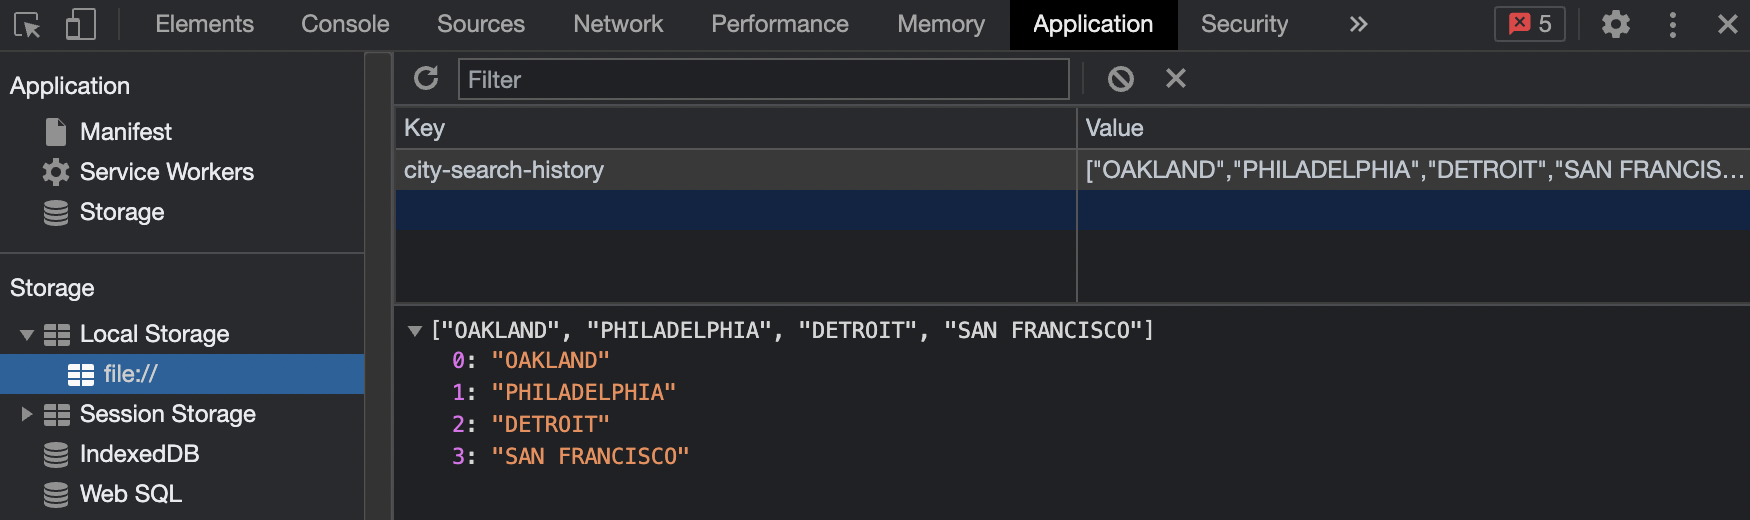 Elements Console Sources Network Performance Memory Application Security 5
Application
Manifest
Service Workers
Storage
Storage
Local Storage
file://
Session Storage
IndexedDB
Web SQL
Filter
Key Value
city-search-history ["OAKLAND","PHILADELPHIA","DETROIT","SAN FRANCIS...
["OAKLAND", "PHILADELPHIA", "DETROIT", "SAN FRANCISCO"]
0: "OAKLAND"
1: "PHILADELPHIA"
2: "DETROIT"
3: "SAN FRANCISCO"